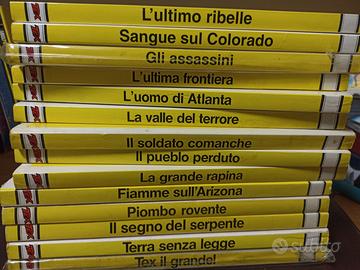 L'ultimo ribelle
Sangue sul Colorado
Gli assassini
L'ultima frontiera
L'uomo di Atlanta
La valle del terrore
Il soldato comanche
Il pueblo perduto
La grande rapina
Fiamme sull'Arizona
Piombo rovente
Il segno del serpente
Terra senza legge
Tex il grande!
subito